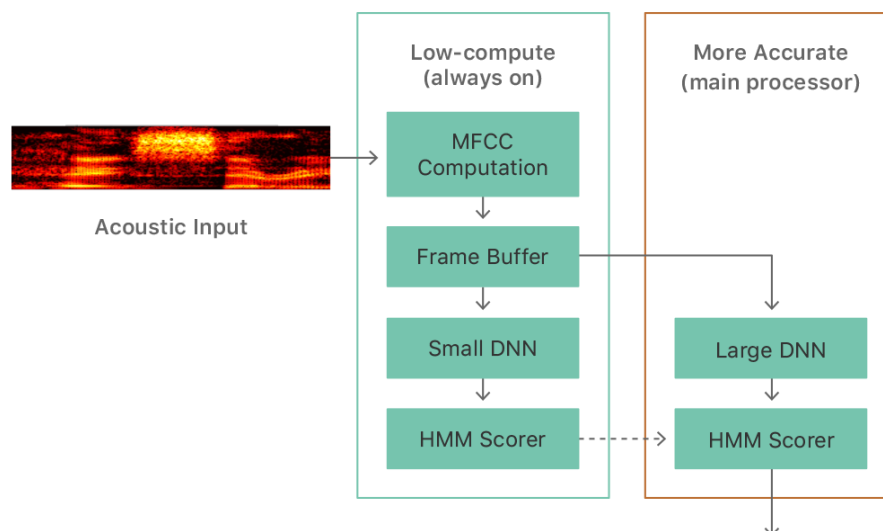 Low-compute
(always on)
More Accurate
(main processor)
MFCC
Computation
Acoustic Input
Frame Buffer
Small DNN
Large DNN
HMM Scorer
HMM Scorer